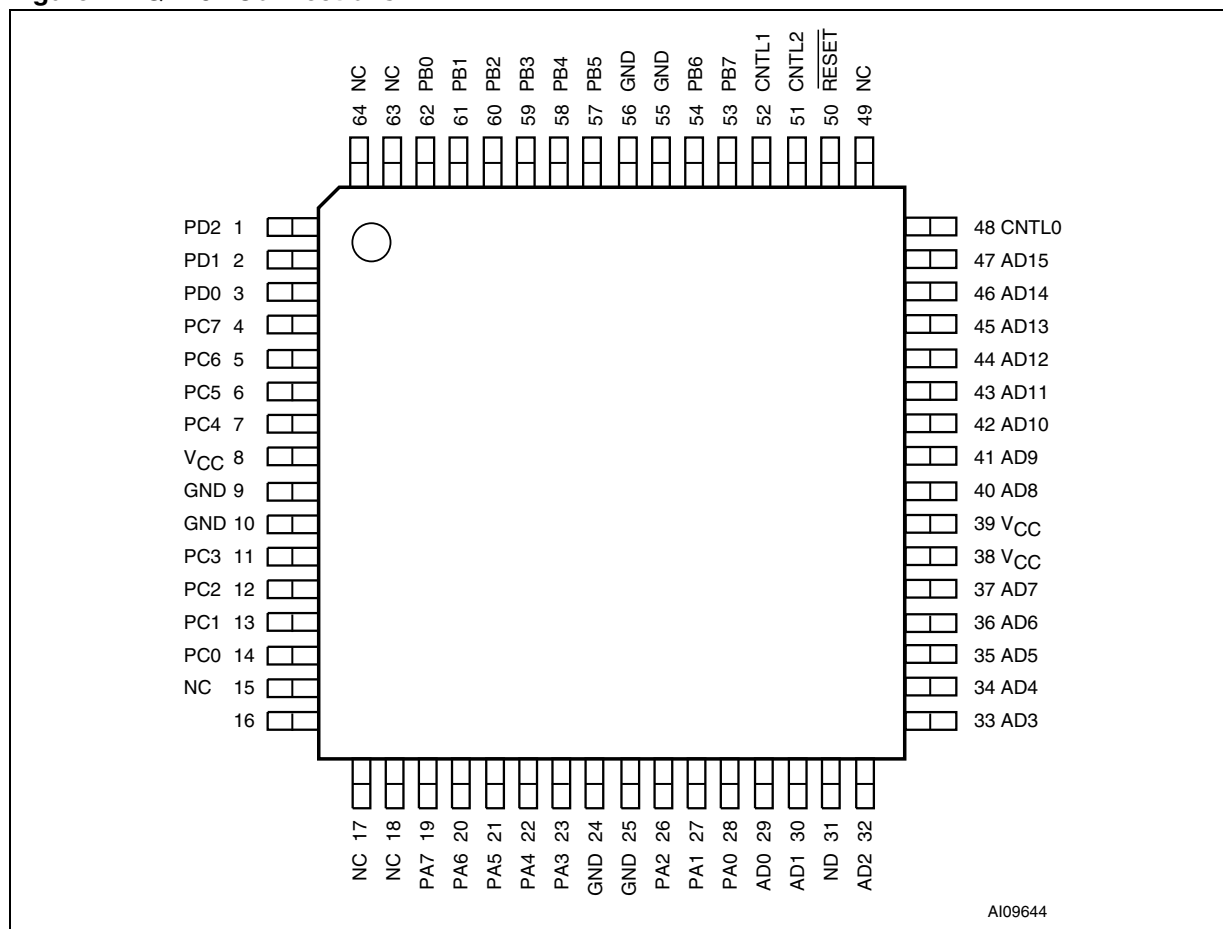 64 NC
63 NC
62 PB0
61 PB1
60 PB2
59 PB3
58 PB4
57 PB5
56 GND
55 GND
54 PB6
53 PB7
52 CNTL1
51 CNTL2
50 RESET
49 NC
PD2 1
PD1 2
PD0 3
PC7 4
PC6 5
PC5 6
PC4 7
VCC 8
GND 9
GND 10
PC3 11
PC2 12
PC1 13
PC0 14
NC 15
16
48 CNTL0
47 AD15
46 AD14
45 AD13
44 AD12
43 AD11
42 AD10
41 AD9
40 AD8
39 VCC
38 VCC
37 AD7
36 AD6
35 AD5
34 AD4
33 AD3
NC 17
NC 18
PA7 19
PA6 20
PA5 21
PA4 22
PA3 23
GND 24
GND 25
PA2 26
PA1 27
PA0 28
AD0 29
AD1 30
ND 31
AD2 32
AI09644